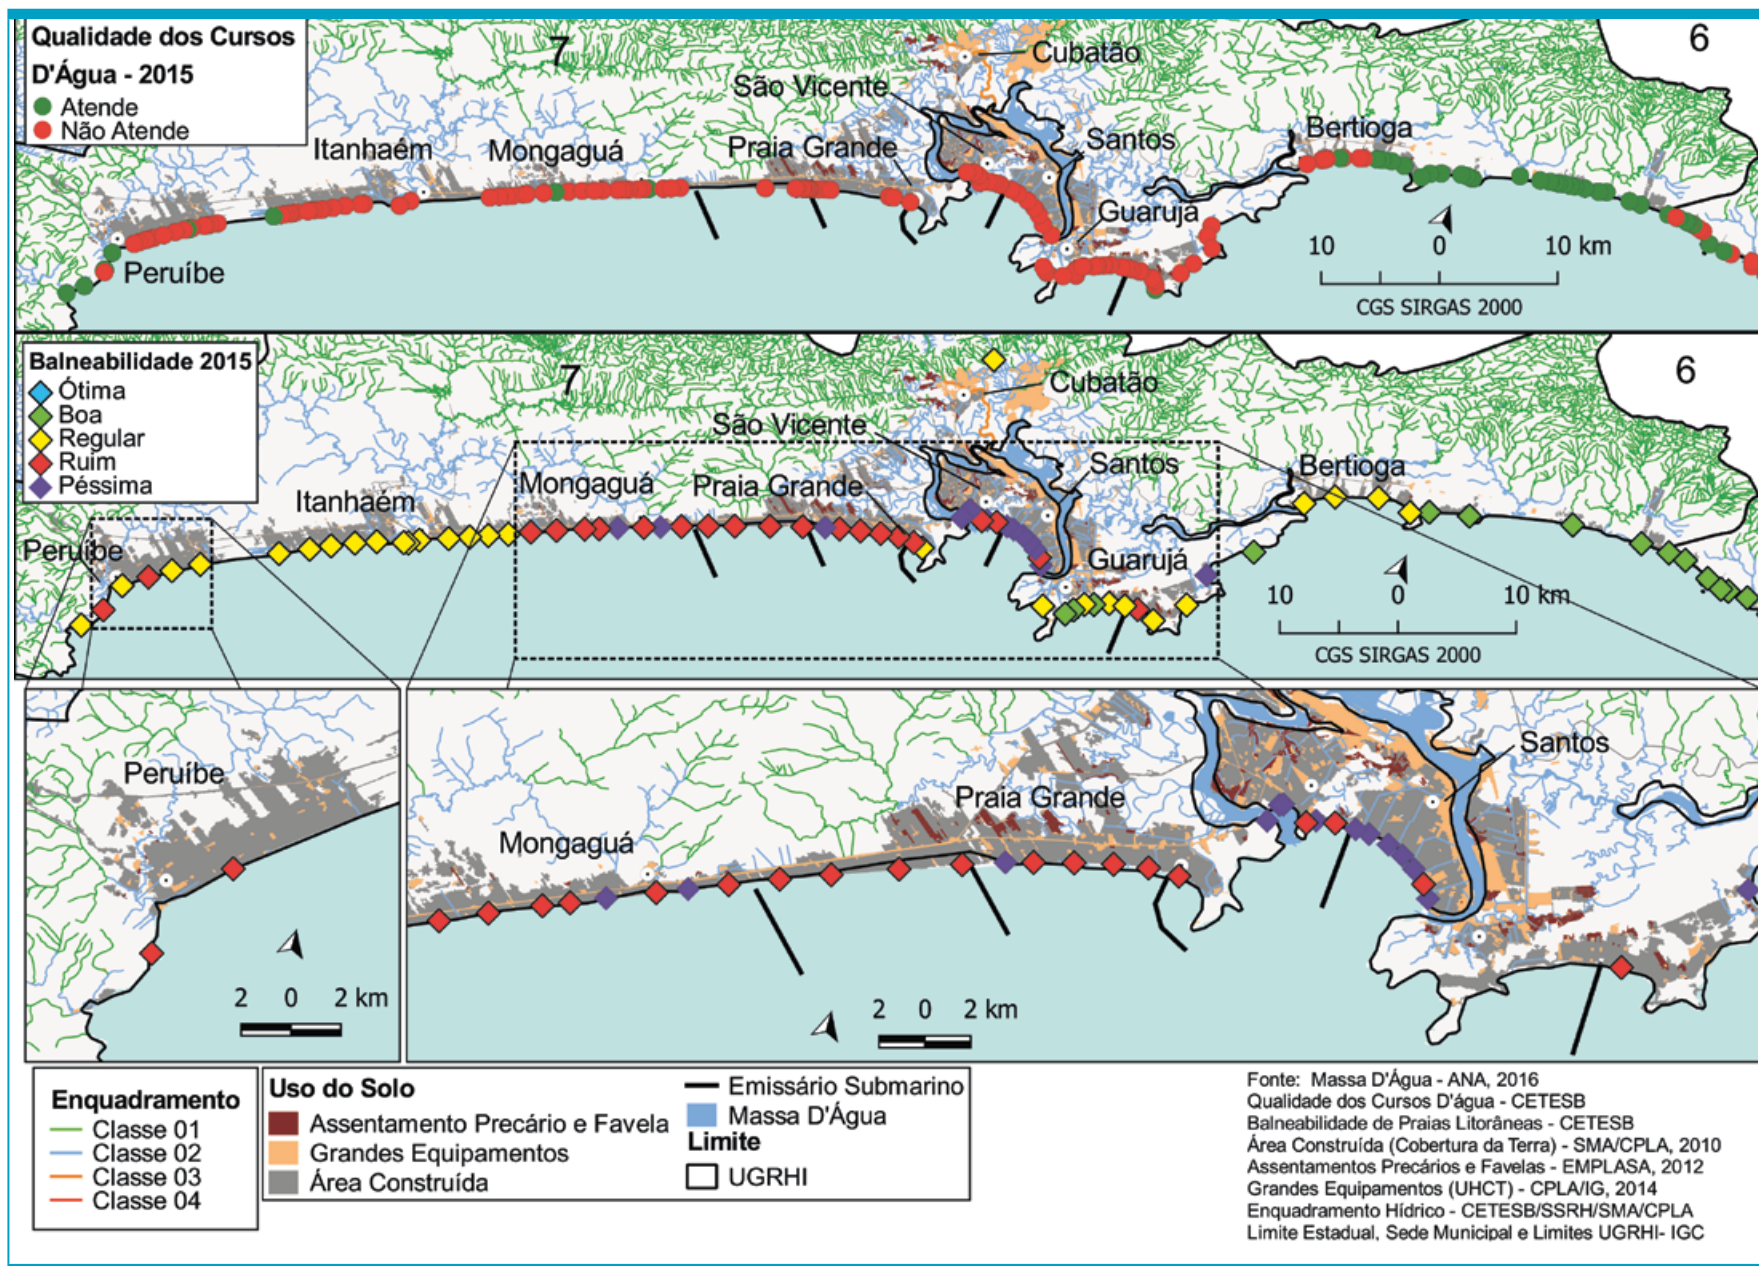 Qualidade dos Cursos
D'Água - 2015
Atende
Não Atende
7
6
Cubatão
São Vicente
Santos
Bertioga
Itanhaém
Mongaguá
Praia Grande
Guarujá
Peruíbe
10 0 10 km
CGS SIRGAS 2000
Balneabilidade 2015
Ótima
Boa
Regular
Ruim
Péssima
7
6
Cubatão
São Vicente
Santos
Bertioga
Mongaguá
Praia Grande
Itanhaém
Peruíbe
Guarujá
10 0 10 km
CGS SIRGAS 2000
Peruíbe
2 0 2 km
Santos
Praia Grande
Mongaguá
2 0 2 km
Enquadramento
Classe 01
Classe 02
Classe 03
Classe 04
Uso do Solo
Assentamento Precário e Favela
Grandes Equipamentos
Área Construída
Emissário Submarino
Massa D'Água
Limite
UGRHI
Fonte: Massa D'Água - ANA, 2016
Qualidade dos Cursos D'água - CETESB
Balneabilidade de Praias Litorâneas - CETESB
Área Construída (Cobertura da Terra) - SMA/CPLA, 2010
Assentamentos Precários e Favelas - EMPLASA, 2012
Grandes Equipamentos (UHCT) - CPLA/IG, 2014
Enquadramento Hídrico - CETESB/SSRH/SMA/CPLA
Limite Estadual, Sede Municipal e Limites UGRHI- IGC